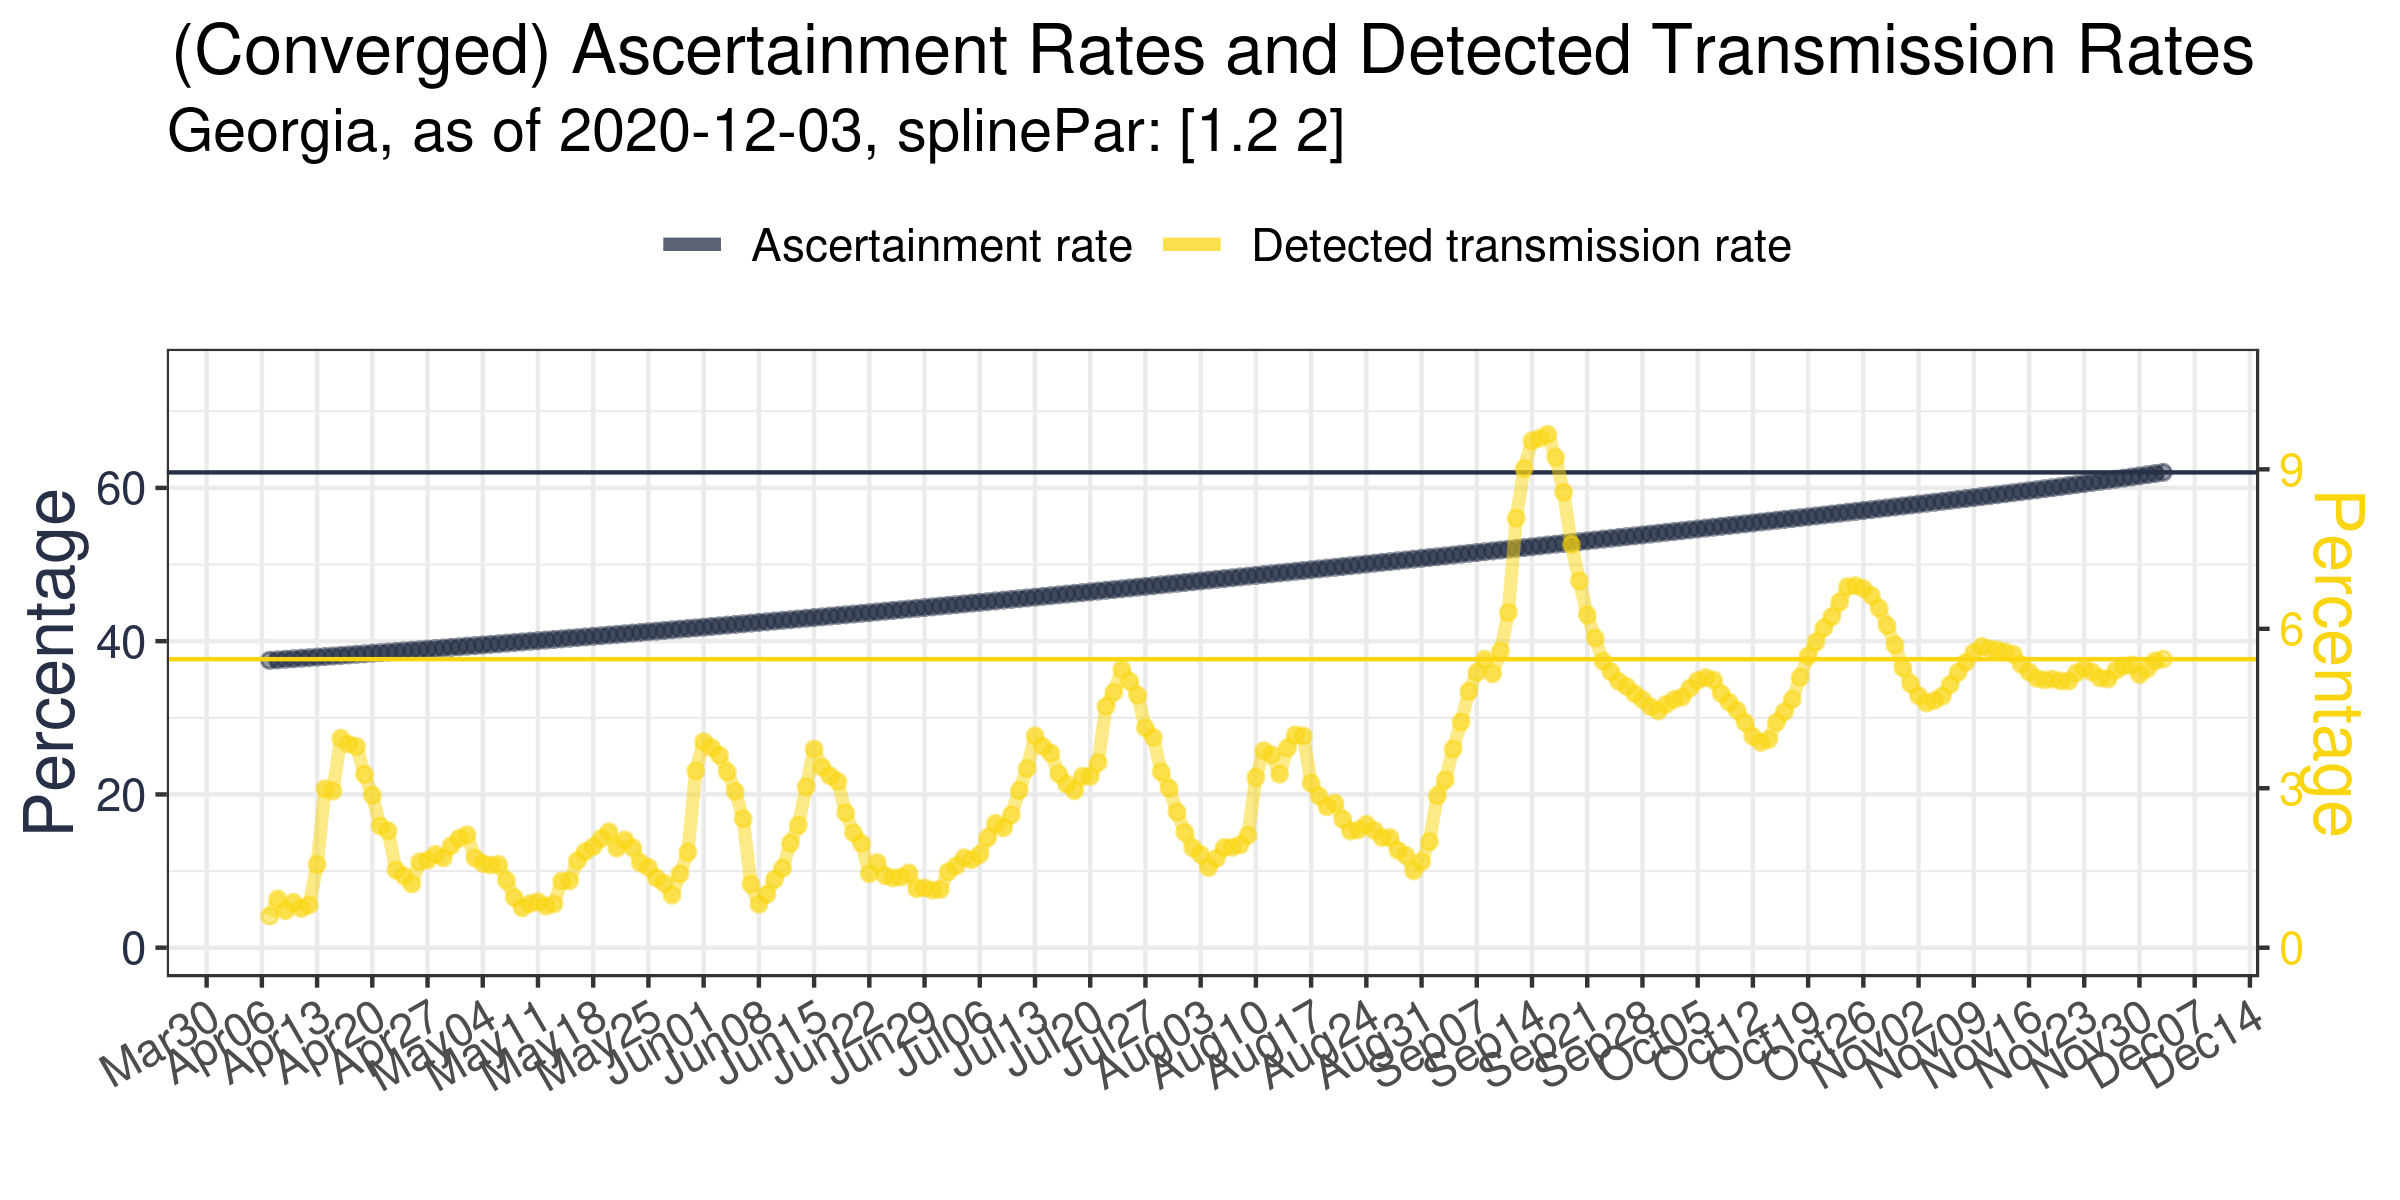 (Converged) Ascertainment Rates and Detected Transmission Rates
Georgia, as of 2020-12-03, splinePar: [1.2 2]
Ascertainment rate Detected transmission rate
Percentage
60
40
20
0
9
6
3
0
Percentage
Mar30 Apr06 Apr13 Apr20 Apr27 May04 May11 May18 May25 Jun01 Jun08 Jun15 Jun22 Jun29 Jul06 Jul13 Jul20 Jul27 Aug03 Aug10 Aug17 Aug24 Aug31 Sep07 Sep14 Sep21 Sep28 Oct05 Oct12 Oct19 Oct26 Nov02 Nov09 Nov16 Nov23 Nov30 Dec07 Dec14